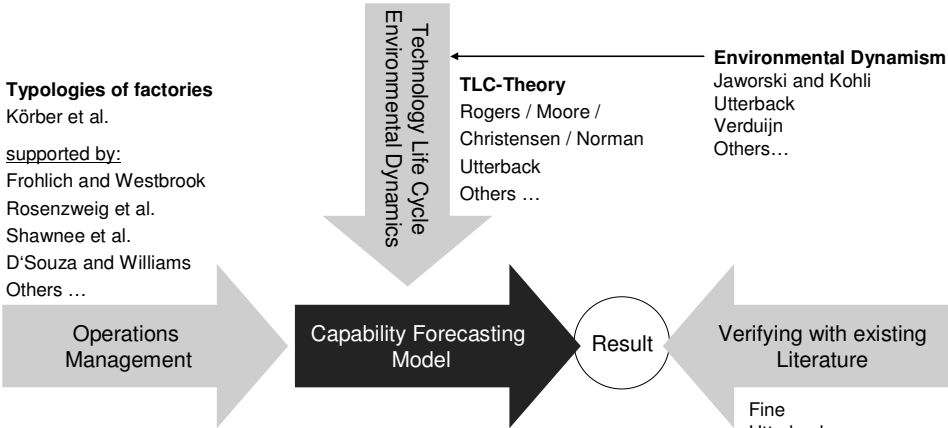 Technology Life Cycle
Environmental Dynamics
Environmental Dynamism
Jaworski and Kohli
Utterback
Verduijn
Others…
TLC-Theory
Rogers / Moore /
Christensen / Norman
Utterback
Others …
Typologies of factories
Körber et al.
supported by:
Frohlich and Westbrook
Rosenzweig et al.
Shawnee et al.
D‘Souza and Williams
Others …
Operations
Management
Capability Forecasting
Model
Result
Verifying with existing
Literature
Fine